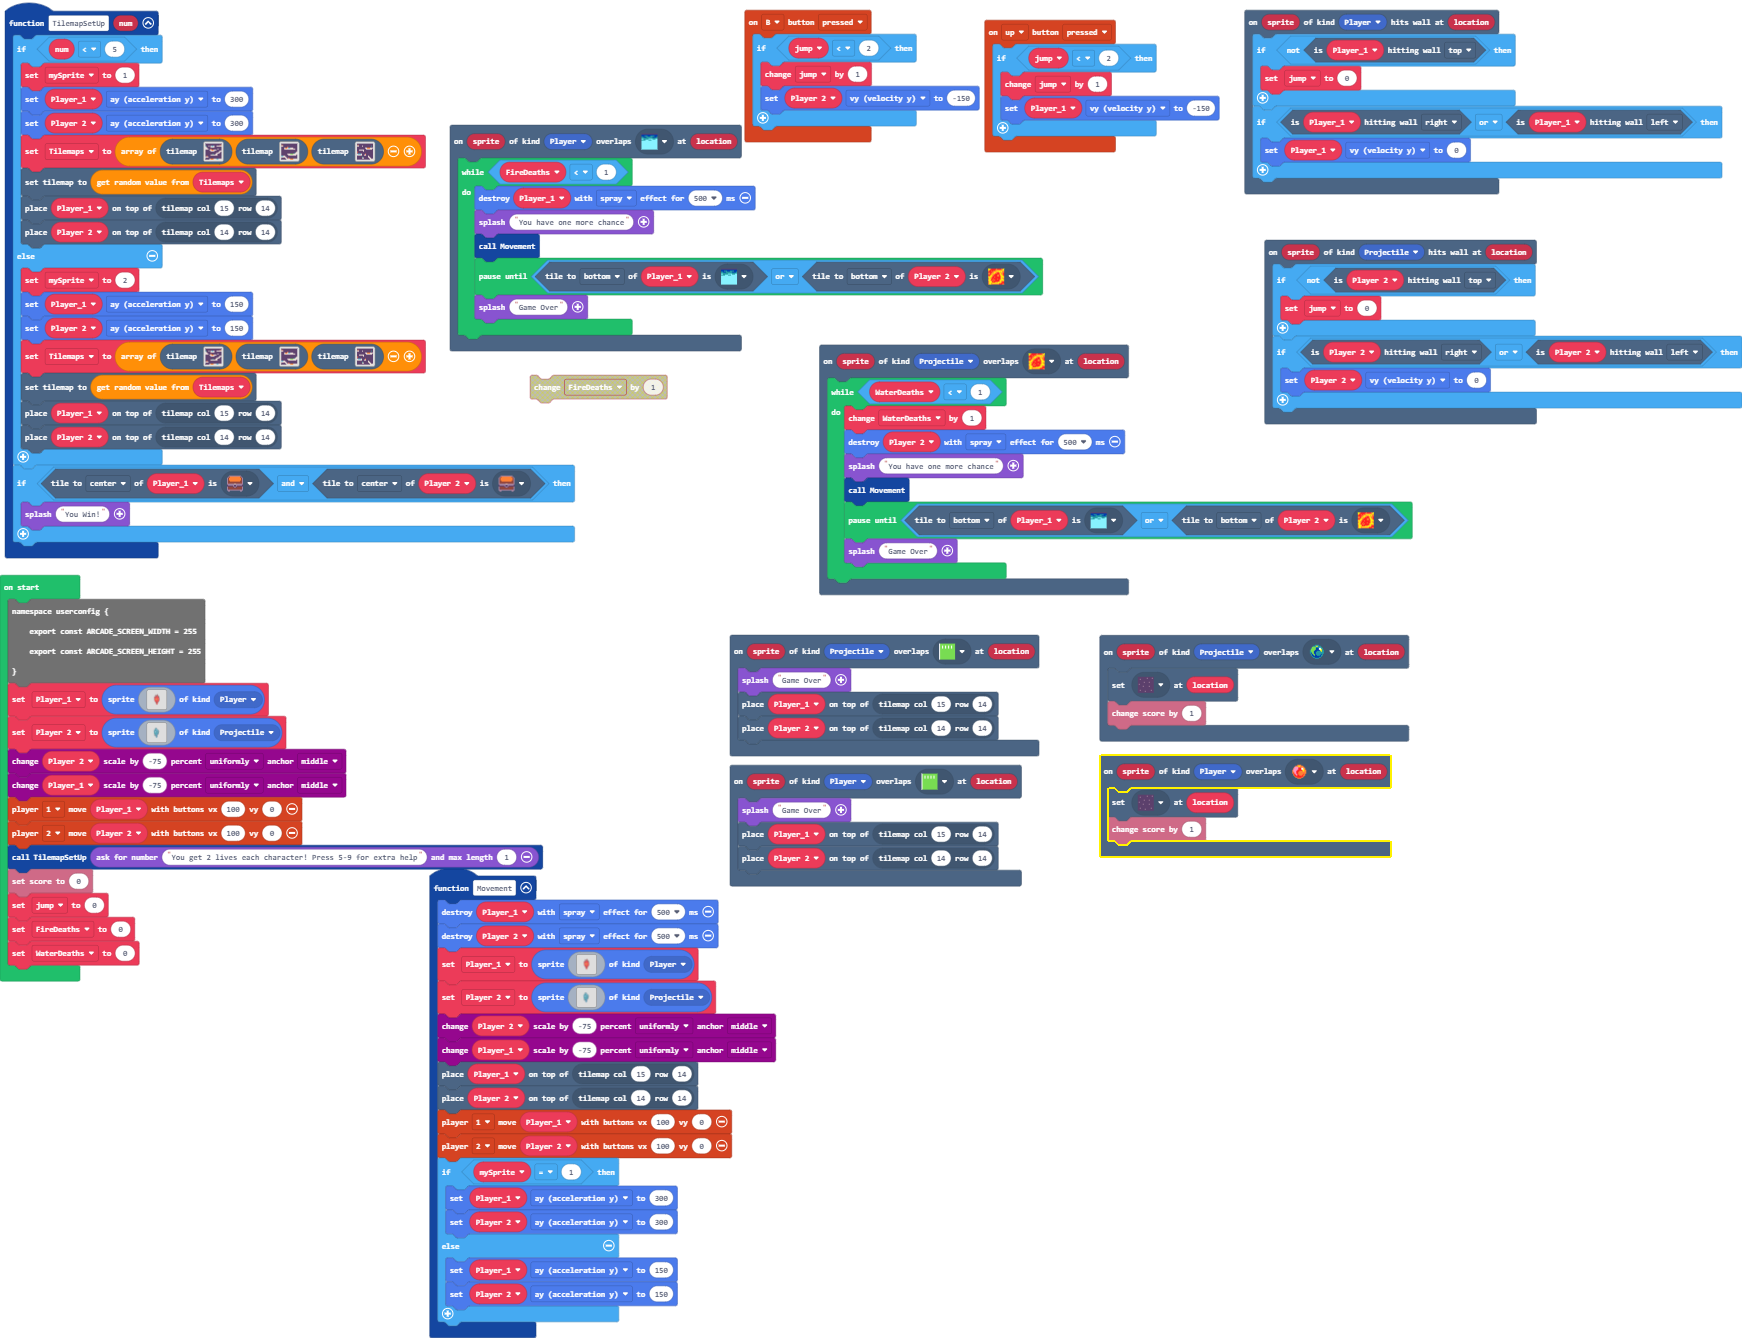 function TilemapSetUp num
if num < 5 then
set mySprite to 1
set Player_1 ay (acceleration y) to 300
set Player 2 ay (acceleration y) to 300
set Tilemaps to array of tilemap tilemap tilemap
set tilemap to get random value from Tilemaps
place Player_1 on top of tilemap col 15 row 14
place Player 2 on top of tilemap col 14 row 14
else
set mySprite to 2
set Player_1 ay (acceleration y) to 150
set Player 2 ay (acceleration y) to 150
set Tilemaps to array of tilemap tilemap tilemap
set tilemap to get random value from Tilemaps
place Player_1 on top of tilemap col 15 row 14
place Player 2 on top of tilemap col 14 row 14
if tile to center of Player_1 is and tile to center of Player 2 is then
splash "You Win!"
on start
namespace userconfig {
export const ARCADE_SCREEN_WIDTH = 255
export const ARCADE_SCREEN_HEIGHT = 255
}
set Player_1 to sprite of kind Player
set Player 2 to sprite of kind Projectile
change Player 2 scale by -75 percent uniformly anchor middle
change Player_1 scale by -75 percent uniformly anchor middle
player 1 move Player_1 with buttons vx 100 vy 0
player 2 move Player 2 with buttons vx 100 vy 0
call TilemapSetUp ask for number "You get 2 lives each character! Press 5-9 for extra help" and max length 1
set score to 0
set jump to 0
set FireDeaths to 0
set WaterDeaths to 0
on sprite of kind Player overlaps at location
while FireDeaths < 1
do
destroy Player_1 with spray effect for 500 ms
splash "You have one more chance"
call Movement
pause until tile to bottom of Player_1 is or tile to bottom of Player 2 is
splash "Game Over"
change FireDeaths by 1
function Movement
destroy Player_1 with spray effect for 500 ms
destroy Player 2 with spray effect for 500 ms
set Player_1 to sprite of kind Player
set Player 2 to sprite of kind Projectile
change Player 2 scale by -75 percent uniformly anchor middle
change Player_1 scale by -75 percent uniformly anchor middle
place Player_1 on top of tilemap col 15 row 14
place Player 2 on top of tilemap col 14 row 14
player 1 move Player_1 with buttons vx 100 vy 0
player 2 move Player 2 with buttons vx 100 vy 0
if mySprite = 1 then
set Player_1 ay (acceleration y) to 300
set Player 2 ay (acceleration y) to 300
else
set Player_1 ay (acceleration y) to 150
set Player 2 ay (acceleration y) to 150
on B button pressed
if jump < 2 then
change jump by 1
set Player 2 vy (velocity y) to -150
on up button pressed
if jump < 2 then
change jump by 1
set Player_1 vy (velocity y) to -150
on sprite of kind Player hits wall at location
if not is Player_1 hitting wall top then
set jump to 0
if is Player_1 hitting wall right or is Player_1 hitting wall left then
set Player_1 vy (velocity y) to 0
on sprite of kind Projectile hits wall at location
if not is Player 2 hitting wall top then
set jump to 0
if is Player 2 hitting wall right or is Player 2 hitting wall left then
set Player 2 vy (velocity y) to 0
on sprite of kind Projectile overlaps at location
while WaterDeaths < 1
do
change WaterDeaths by 1
destroy Player 2 with spray effect for 500 ms
splash "You have one more chance"
call Movement
pause until tile to bottom of Player_1 is or tile to bottom of Player 2 is
splash "Game Over"
on sprite of kind Projectile overlaps at location
splash "Game Over"
place Player_1 on top of tilemap col 15 row 14
place Player 2 on top of tilemap col 14 row 14
on sprite of kind Player overlaps at location
splash "Game Over"
place Player_1 on top of tilemap col 15 row 14
place Player 2 on top of tilemap col 14 row 14
on sprite of kind Projectile overlaps at location
set at location
change score by 1
on sprite of kind Player overlaps at location
set at location
change score by 1